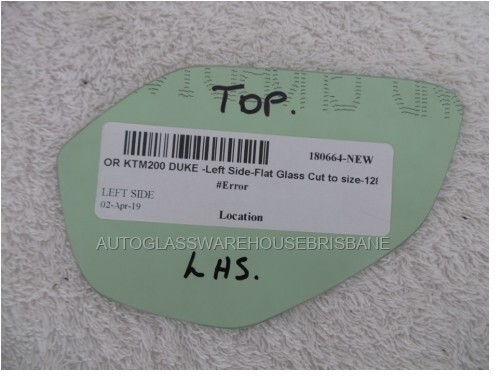 TOP.
180664-NEW
OR KTM200 DUKE -Left Side-Flat Glass Cut to size-12l
#Error
LEFT SIDE
02-Apr-19
Location
AUTOGLASSWAREHOUSEBRISBANE
LHS.